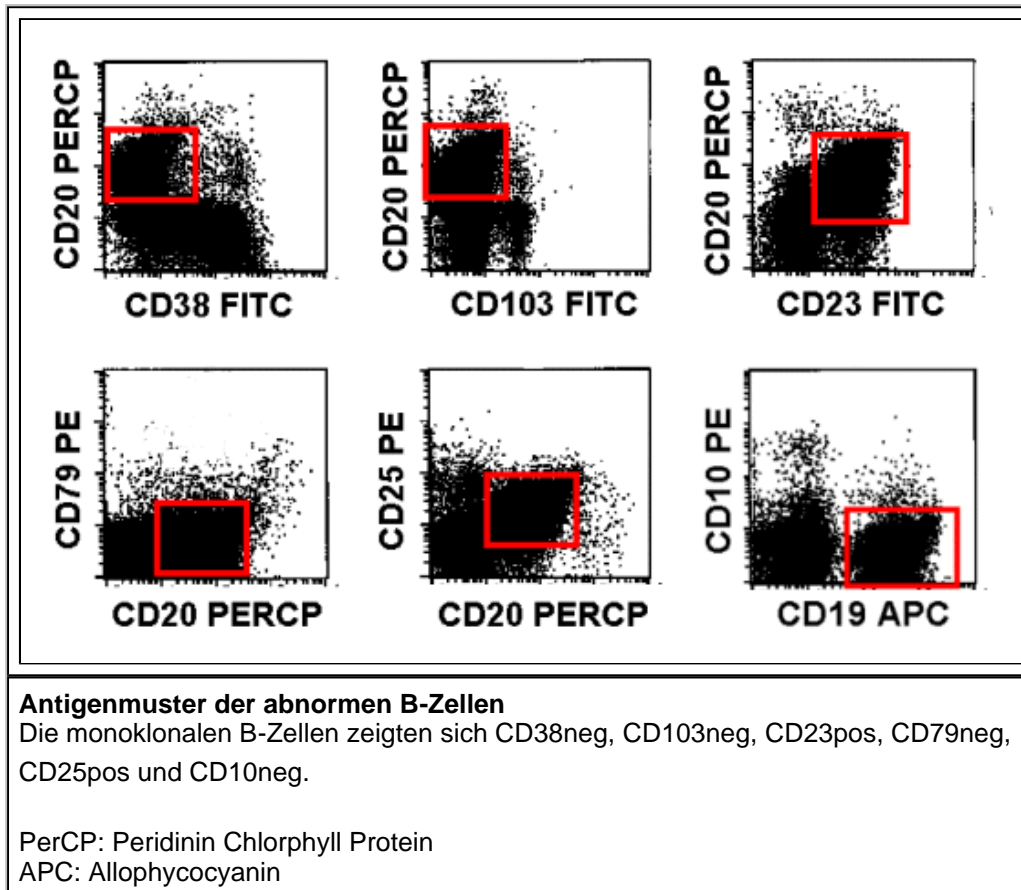 CD20 PERCP
CD38 FITC
CD20 PERCP
CD103 FITC
CD20 PERCP
CD23 FITC
CD79 PE
CD20 PERCP
CD25 PE
CD20 PERCP
CD10 PE
CD19 APC
Antigenmuster der abnormen B-Zellen
Die monoklonalen B-Zellen zeigten sich CD38neg, CD103neg, CD23pos, CD79neg,
CD25pos und CD10neg.
PerCP: Peridinin Chlorphyll Protein
APC: Allophycocyanin